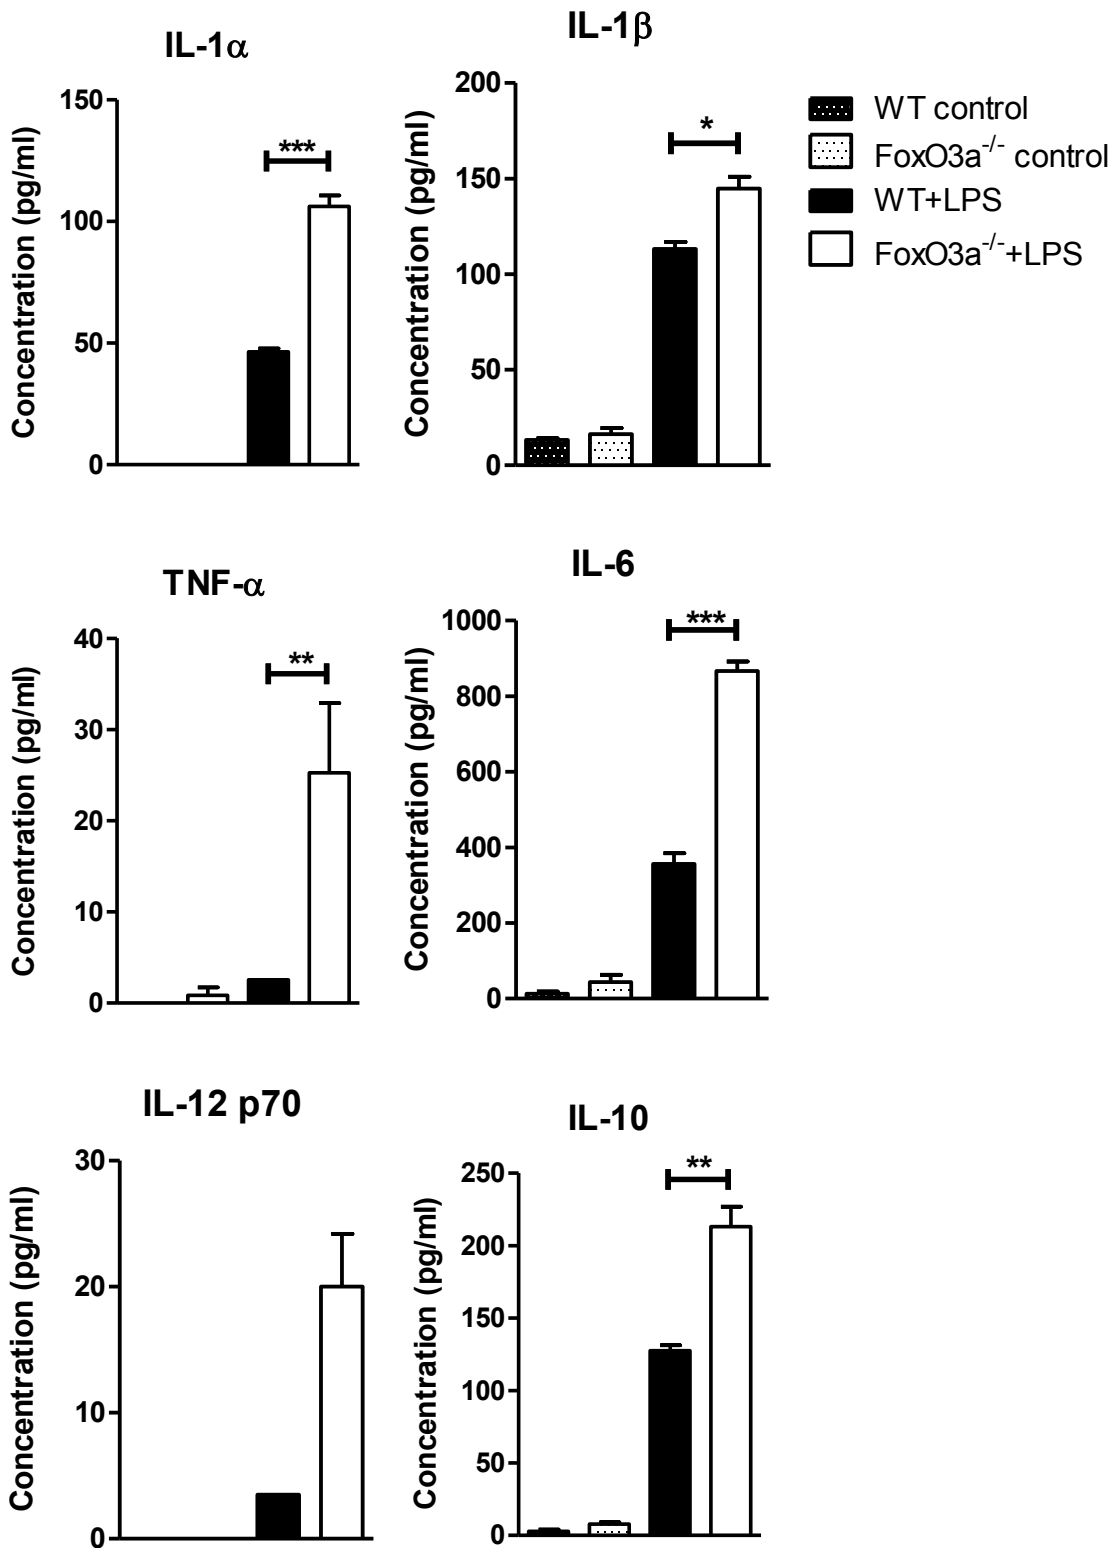 IL-1α
Concentration (pg/ml)
150
100
50
0
***
IL-1β
Concentration (pg/ml)
200
150
100
50
0
*
WT control
FoxO3a-/- control
WT+LPS
FoxO3a-/-+LPS
TNF-α
Concentration (pg/ml)
40
30
20
10
0
**
IL-6
Concentration (pg/ml)
1000
800
600
400
200
0
***
IL-12 p70
Concentration (pg/ml)
30
20
10
0
IL-10
Concentration (pg/ml)
250
200
150
100
50
0
**